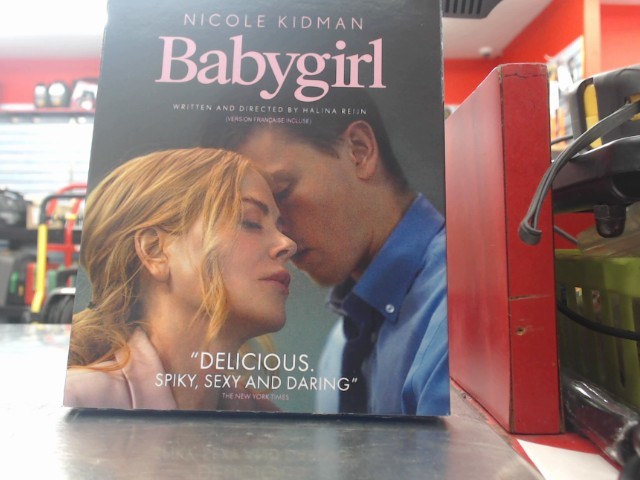 NICOLE KIDMAN
Babygirl
WRITTEN AND DIRECTED BY HALINA REIJN
(VERSION FRANÇAISE INCLUSE)
"DELICIOUS.
SPIKY, SEXY AND DARING"
THE NEW YORK TIMES